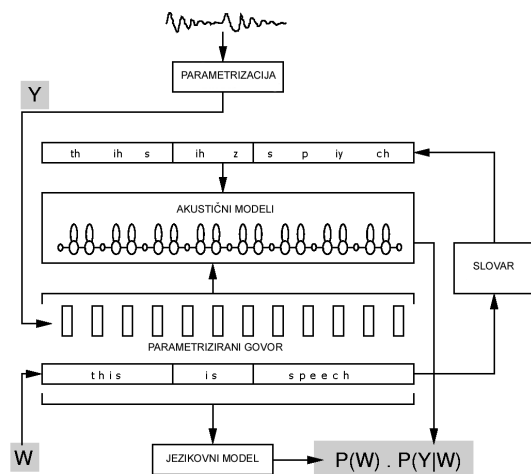 PARAMETRIZACIJA
Y
th ih s ih z s p iy ch
AKUSTIČNI MODELI
SLOVAR
PARAMETRIZIRANI GOVOR
this is speech
W
JEZIKOVNI MODEL
P(W) . P(Y|W)